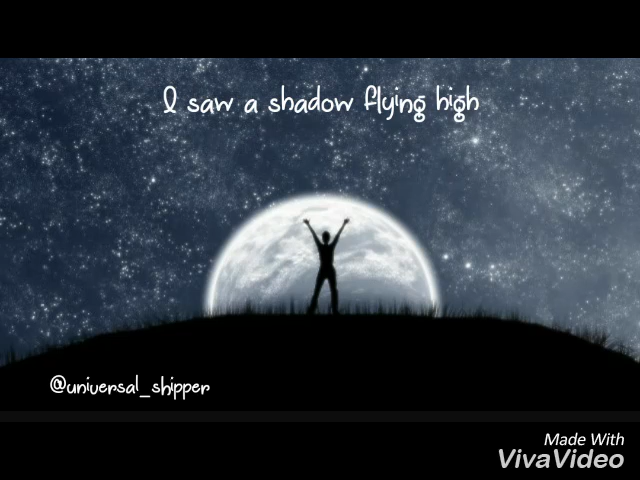 I saw a shadow flying high
@universal_shipper
Made With
VivaVideo